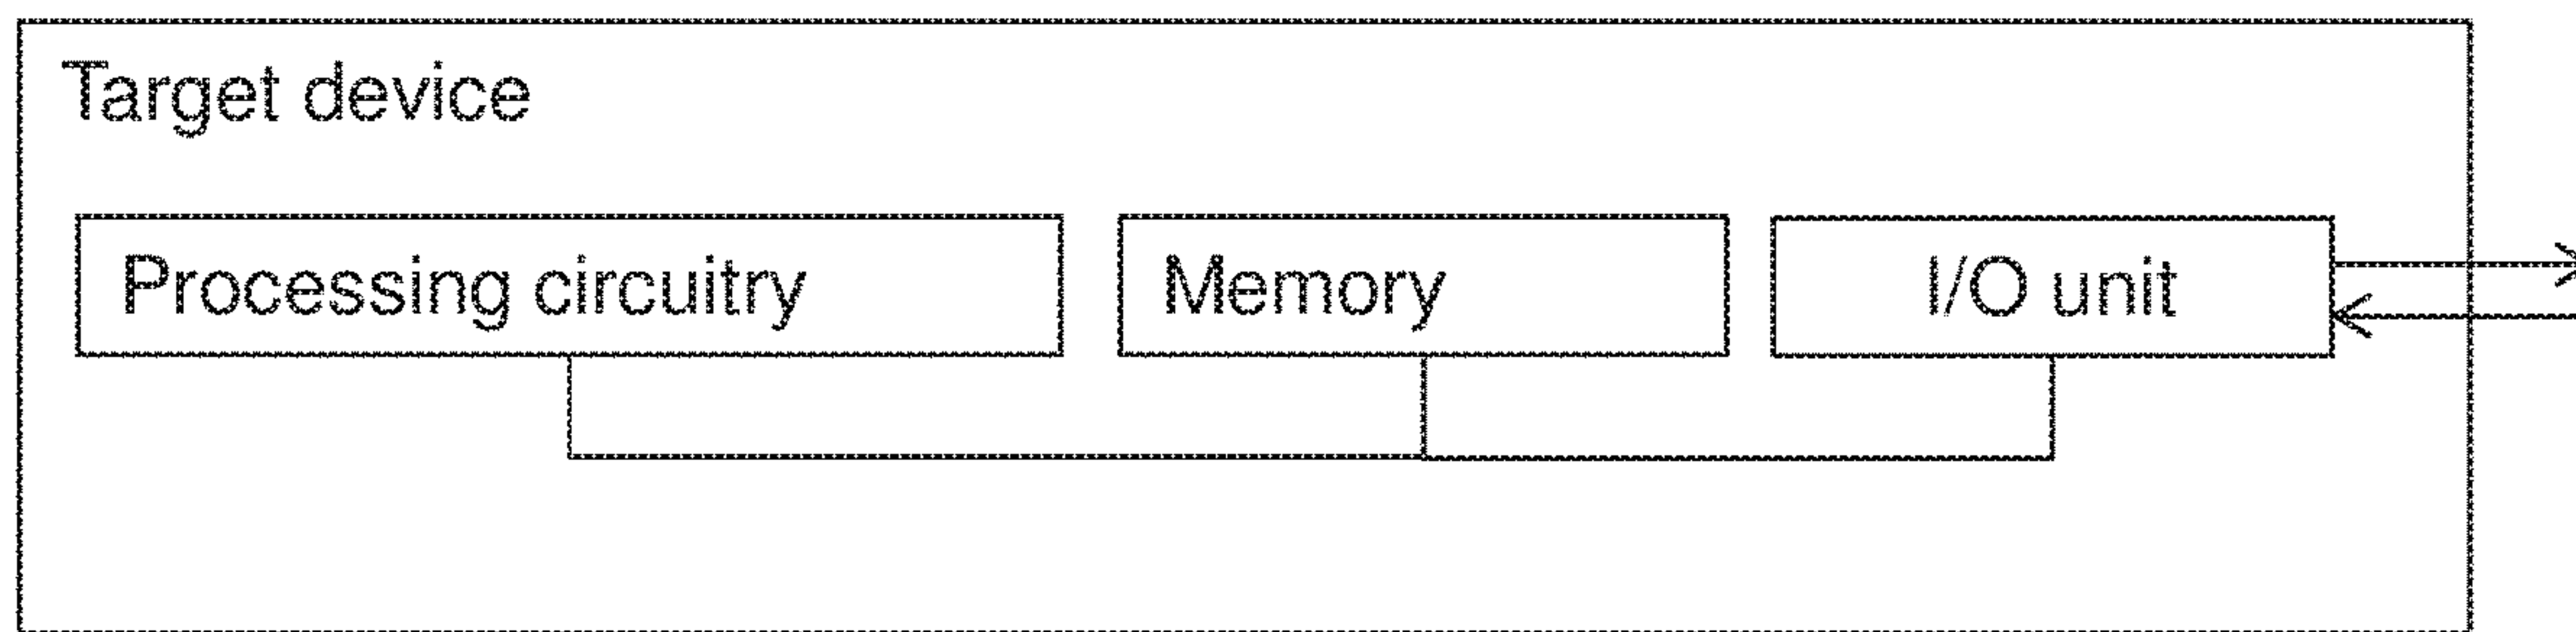 Target device
Processing circuitry
Memory
I/O unit